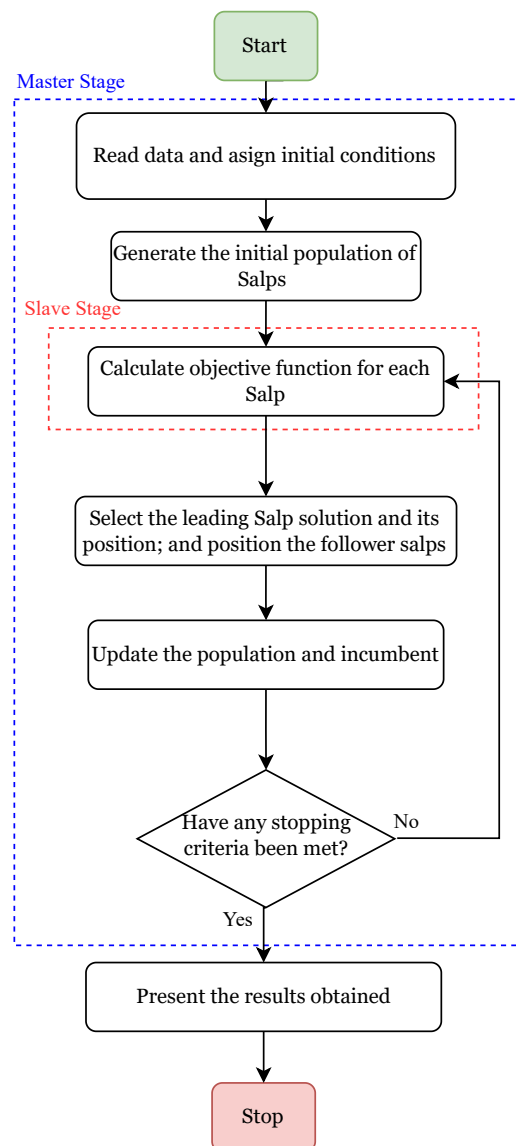 Start
Master Stage
Read data and asign initial conditions
Generate the initial population of
Salps
Slave Stage
Calculate objective function for each
Salp
Select the leading Salp solution and its
position; and position the follower salps
Update the population and incumbent
Have any stopping
criteria been met?
No
Yes
Present the results obtained
Stop